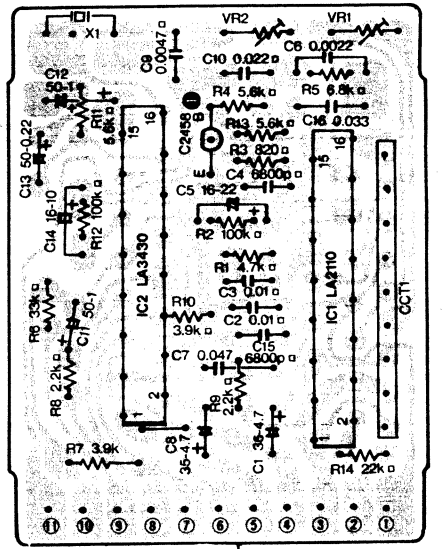 X1
VR2
VR1
C9
0.0047
C6 0.0022
C10 0.022
C12
50-1
R4 5.6k
R5 6.8k
R11
5.6k
C2458
B
E
R13 5.6k
C16 0.033
R3 820
C4 6800p
C13 50-0.22
15
16
15
16
C5 16-22
C14 16-10
R12 100k
R2 100k
IC2 LA3430
IC1 LA2110
CCT1
R1 4.7k
C3 0.01
R6 33k
C11 50-1
R10
3.9k
C2 0.01
C15
6800p
C7 0.047
R8 2.2k
R9
2.2k
1
2
1
2
C8
35-4.7
C1 35-4.7
R7 3.9k
R14 22k
⑪ ⑩ ⑨ ⑧ ⑦ ⑥ ⑤ ④ ③ ② ①